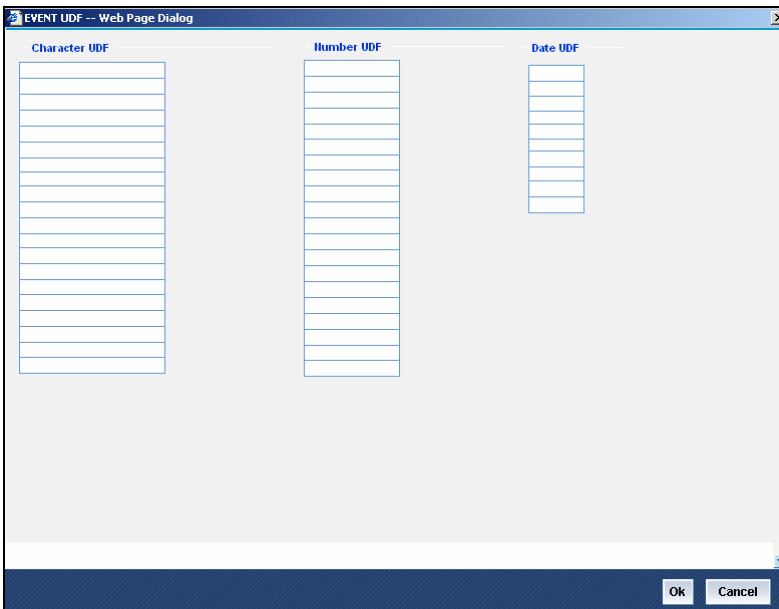 EVENT UDF -- Web Page Dialog
Character UDF
Number UDF
Date UDF
Ok
Cancel